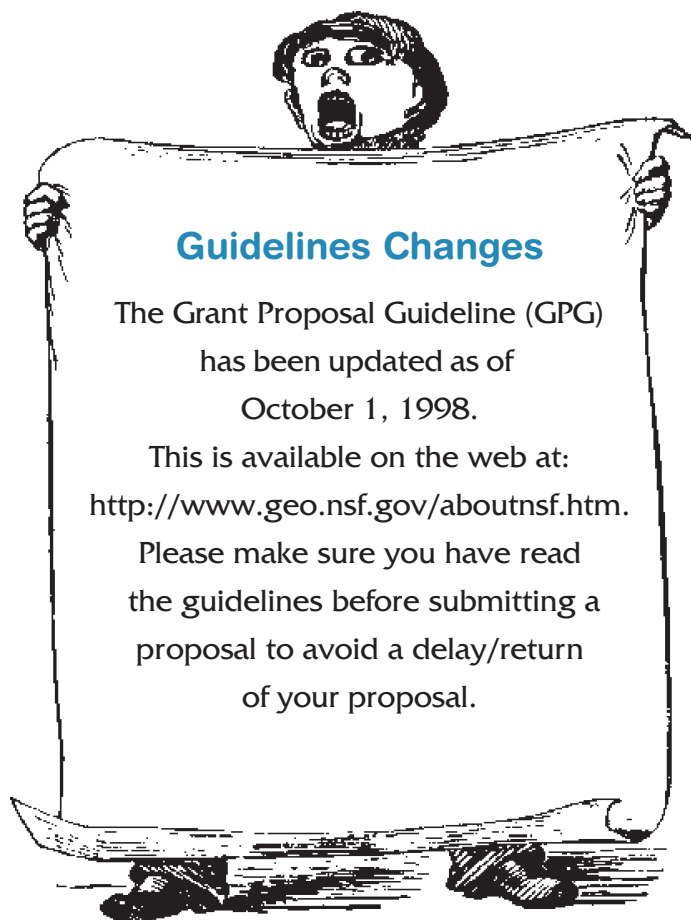 Guidelines Changes
The Grant Proposal Guideline (GPG)
has been updated as of
October 1, 1998.
This is available on the web at:
http://www.geo.nsf.gov/aboutnsf.htm.
Please make sure you have read
the guidelines before submitting a
proposal to avoid a delay/return
of your proposal.